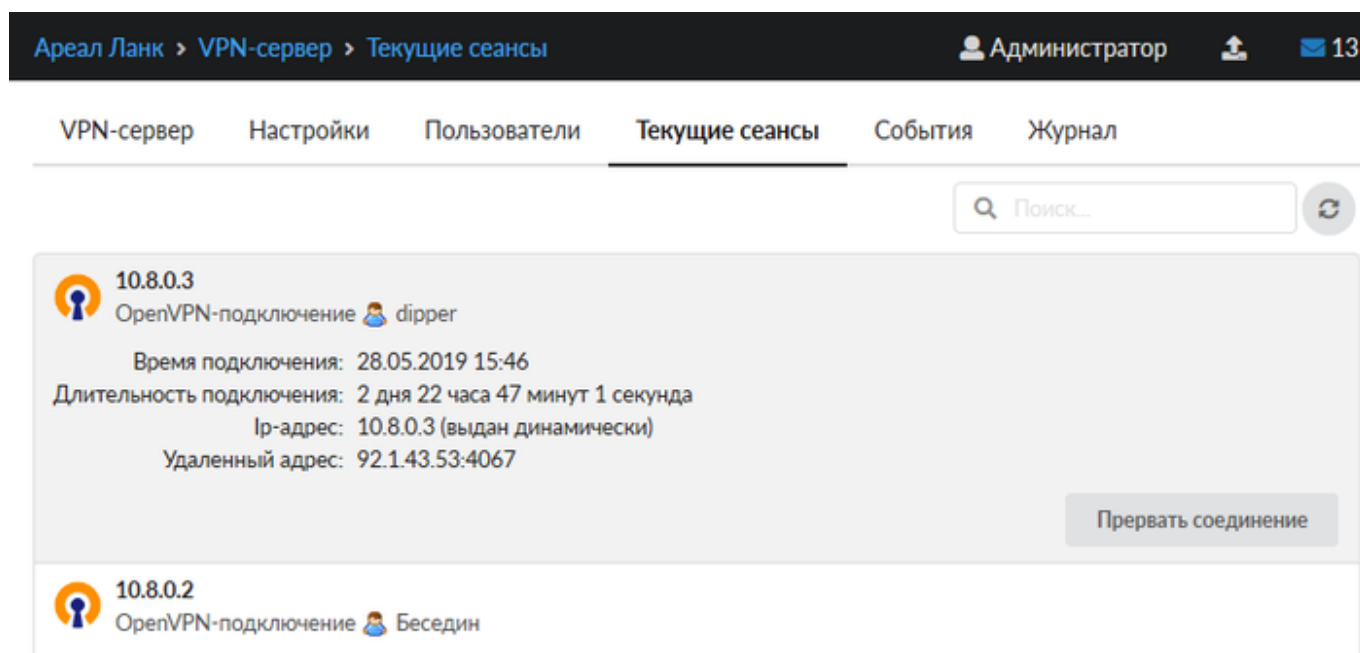 Ареал Ланк > VPN-сервер > Текущие сеансы Администратор 13
VPN-сервер Настройки Пользователи Текущие сеансы События Журнал
Поиск...
10.8.0.3
OpenVPN-подключение dipper
Время подключения: 28.05.2019 15:46
Длительность подключения: 2 дня 22 часа 47 минут 1 секунда
Ip-адрес: 10.8.0.3 (выдан динамически)
Удаленный адрес: 92.1.43.53:4067
Прервать соединение
10.8.0.2
OpenVPN-подключение Беседин